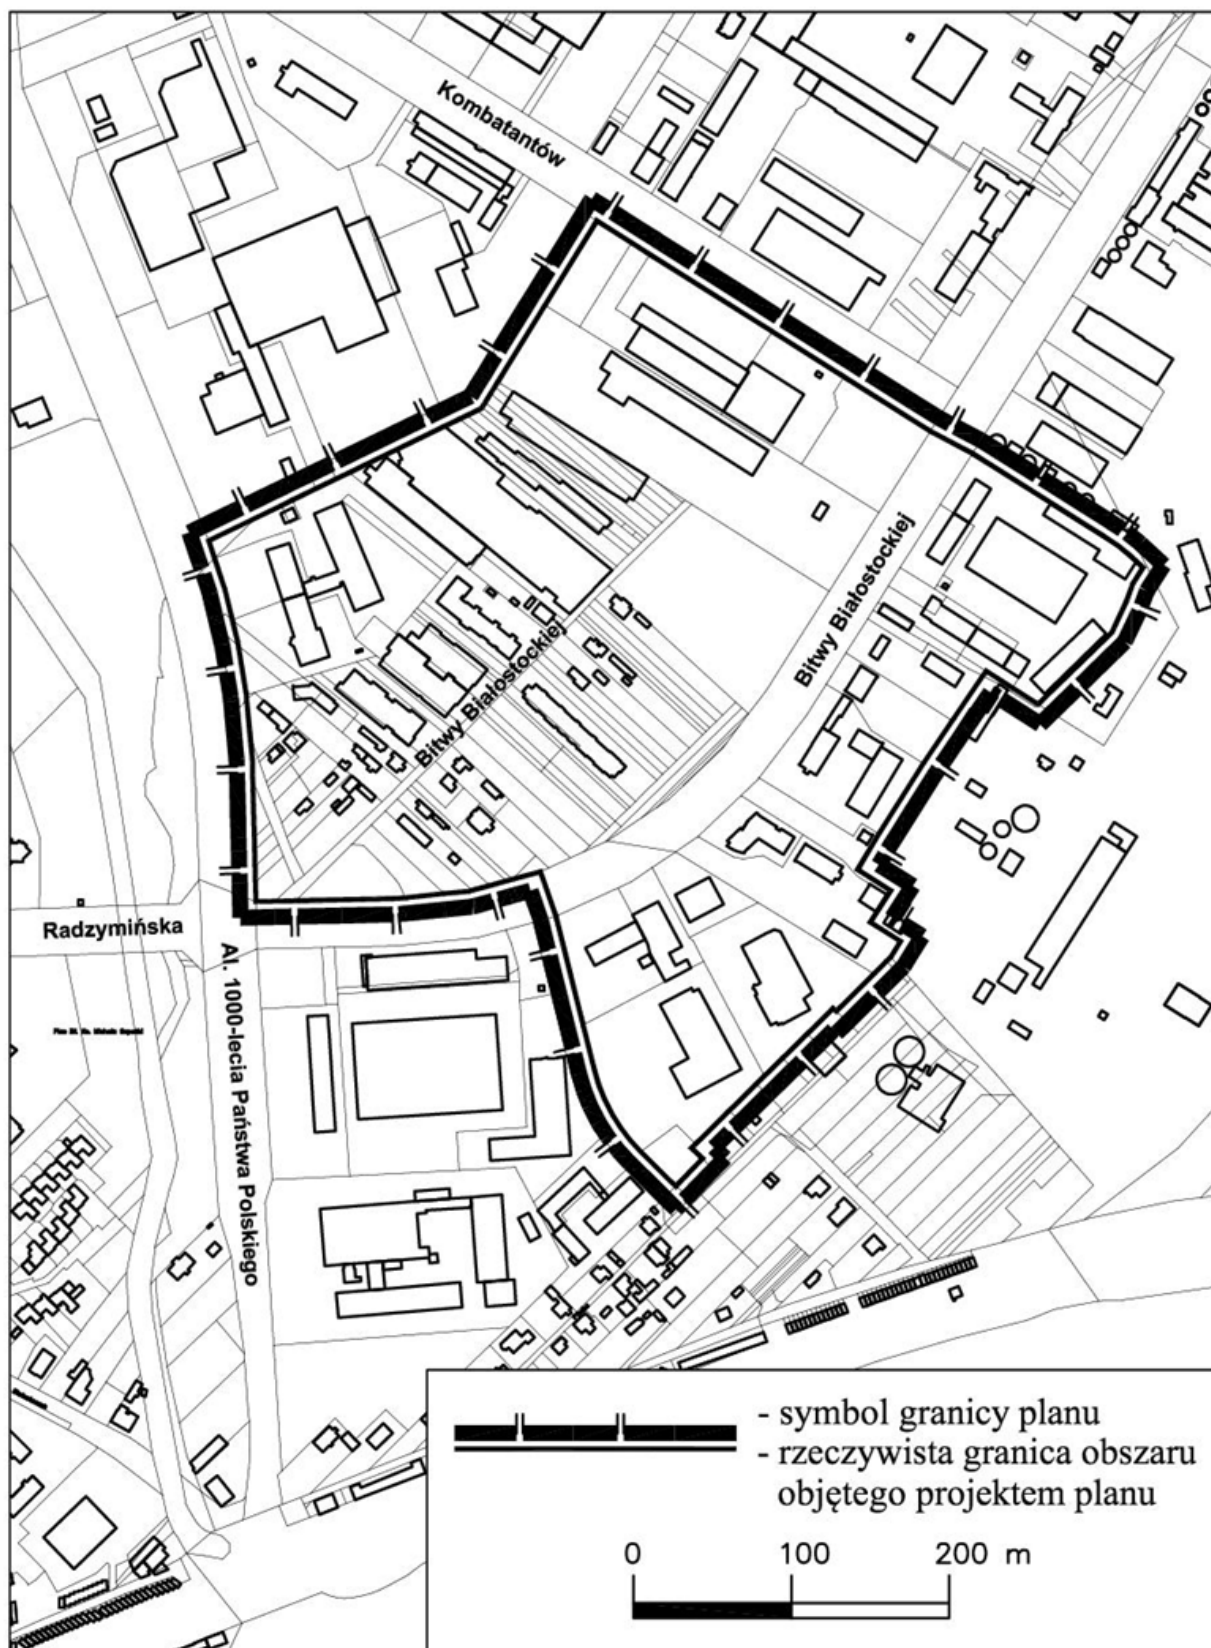 Kombatantów
Bitwy Białostockiej
Bitwy Białostockiej
Radzymińska
Al. 1000-lecia Państwa Polskiego
- symbol granicy planu
- rzeczywista granica obszaru
objętego projektem planu
0 100 200 m